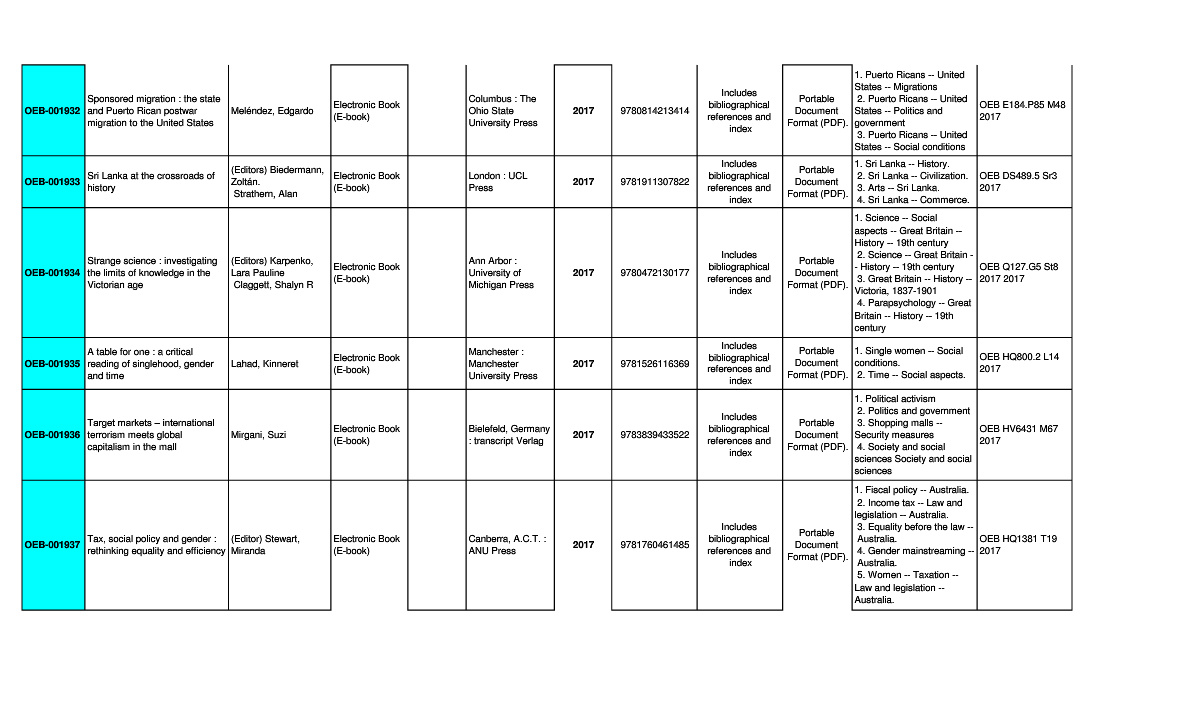 OEB-001932
Sponsored migration : the state
and Puerto Rican postwar
migration to the United States
Meléndez, Edgardo
Electronic Book
(E-book)
Columbus : The
Ohio State
University Press
2017
9780814213414
Includes
bibliographical
references and
index
Portable
Document
Format (PDF).
1. Puerto Ricans -- United
States -- Migrations
2. Puerto Ricans -- United
States -- Politics and
government
3. Puerto Ricans -- United
States -- Social conditions
OEB E184.P85 M48
2017
OEB-001933
Sri Lanka at the crossroads of
history
(Editors) Biedermann,
Zoltán.
Strathern, Alan
Electronic Book
(E-book)
London : UCL
Press
2017
9781911307822
Includes
bibliographical
references and
index
Portable
Document
Format (PDF).
1. Sri Lanka -- History.
2. Sri Lanka -- Civilization.
3. Arts -- Sri Lanka.
4. Sri Lanka -- Commerce.
OEB DS489.5 Sr3
2017
OEB-001934
Strange science : investigating
the limits of knowledge in the
Victorian age
(Editors) Karpenko,
Lara Pauline
Claggett, Shalyn R
Electronic Book
(E-book)
Ann Arbor :
University of
Michigan Press
2017
9780472130177
Includes
bibliographical
references and
index
Portable
Document
Format (PDF).
1. Science -- Social
aspects -- Great Britain --
History -- 19th century
2. Science -- Great Britain -
- History -- 19th century
3. Great Britain -- History --
Victoria, 1837-1901
4. Parapsychology -- Great
Britain -- History -- 19th
century
OEB Q127.G5 St8
2017 2017
OEB-001935
A table for one : a critical
reading of singlehood, gender
and time
Lahad, Kinneret
Electronic Book
(E-book)
Manchester :
Manchester
University Press
2017
9781526116369
Includes
bibliographical
references and
index
Portable
Document
Format (PDF).
1. Single women -- Social
conditions.
2. Time -- Social aspects.
OEB HQ800.2 L14
2017
OEB-001936
Target markets – international
terrorism meets global
capitalism in the mall
Mirgani, Suzi
Electronic Book
(E-book)
Bielefeld, Germany
: transcript Verlag
2017
9783839433522
Includes
bibliographical
references and
index
Portable
Document
Format (PDF).
1. Political activism
2. Politics and government
3. Shopping malls --
Security measures
4. Society and social
sciences Society and social
sciences
OEB HV6431 M67
2017
OEB-001937
Tax, social policy and gender :
rethinking equality and efficiency
(Editor) Stewart,
Miranda
Electronic Book
(E-book)
Canberra, A.C.T. :
ANU Press
2017
9781760461485
Includes
bibliographical
references and
index
Portable
Document
Format (PDF).
1. Fiscal policy -- Australia.
2. Income tax -- Law and
legislation -- Australia.
3. Equality before the law --
Australia.
4. Gender mainstreaming --
Australia.
5. Women -- Taxation --
Law and legislation --
Australia.
OEB HQ1381 T19
2017